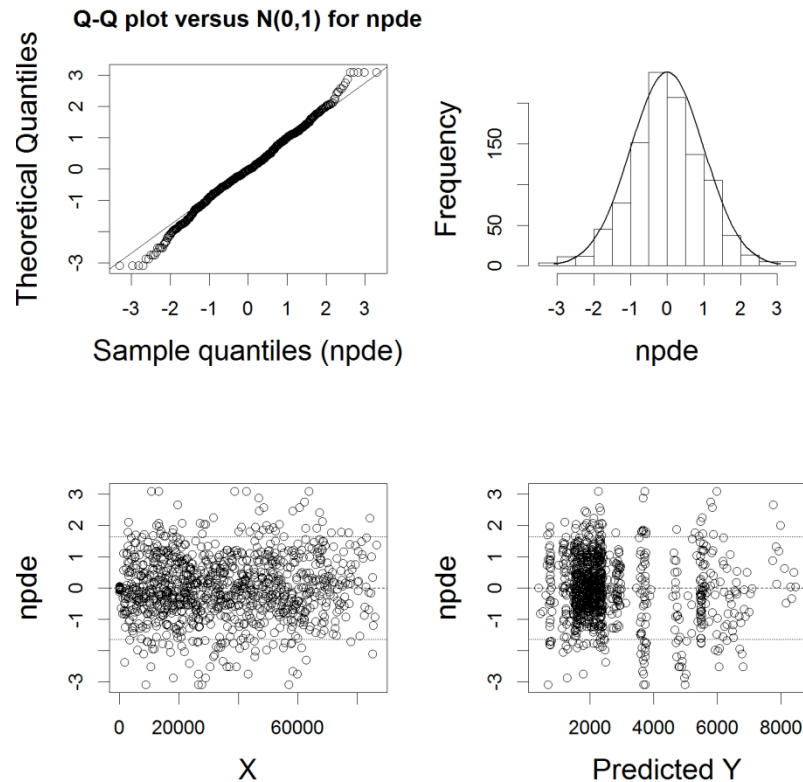 Q-Q plot versus N(0,1) for npde
Theoretical Quantiles
3
2
1
0
-1
-3
-3 -2 -1 0 1 2 3
Sample quantiles (npde)
Frequency
150
50
0
-3 -2 -1 0 1 2 3
npde
npde
3
2
1
0
-1
-3
0 20000 60000
X
npde
3
2
1
0
-1
-3
2000 4000 6000 8000
Predicted Y